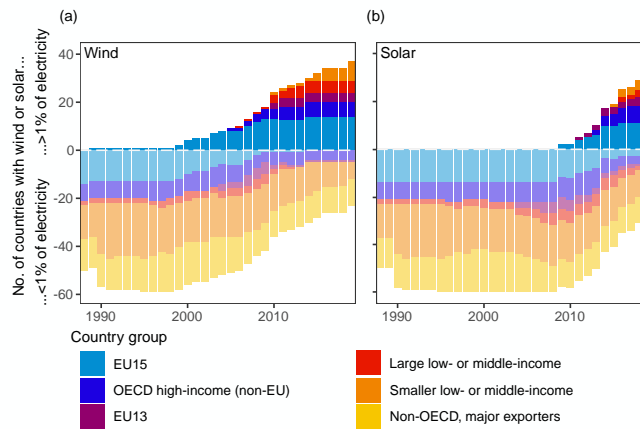 (a)
(b)
No. of countries with wind or solar...
...<1% of electricity
...>1% of electricity
Wind
Solar
40
20
0
-20
-40
-60
1990
2000
2010
1990
2000
2010
Country group
EU15
OECD high-income (non-EU)
EU13
Large low- or middle-income
Smaller low- or middle-income
Non-OECD, major exporters